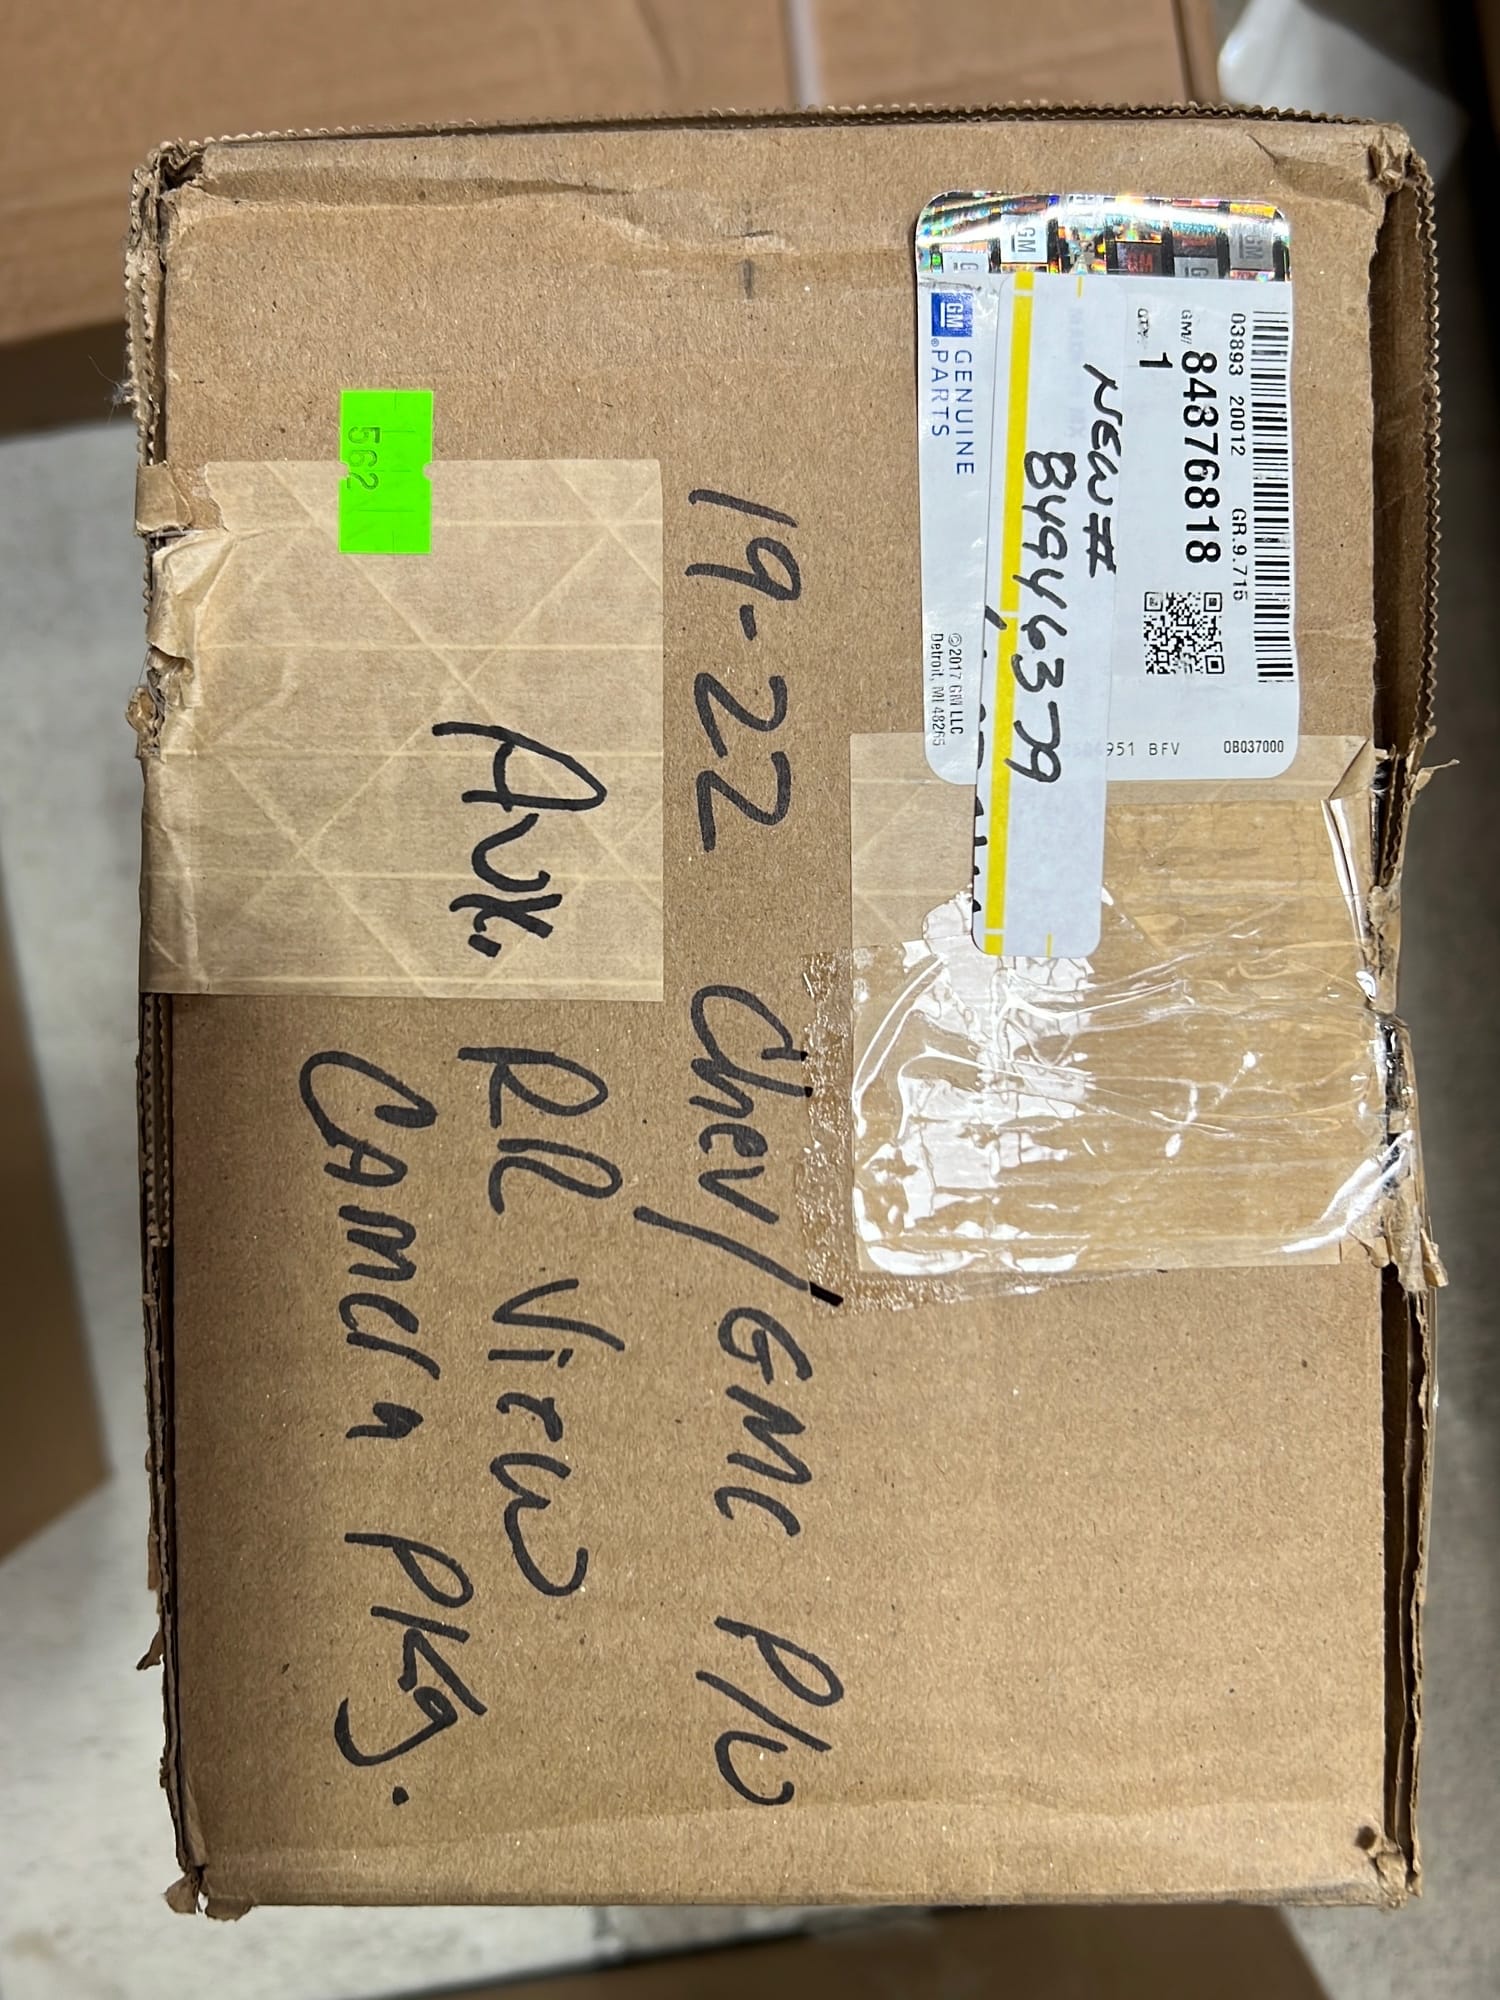 03893 20012 GR.9.715
GM// 84376818
QTY. 1
NEW #
84946379
951 BFV 0B037000
GM
GENUINE
PARTS
©2017 GM LLC
Detroit, MI 48265
562
19-22 Chev/GMC P/U
Aux. RR View
Camera Pkg.